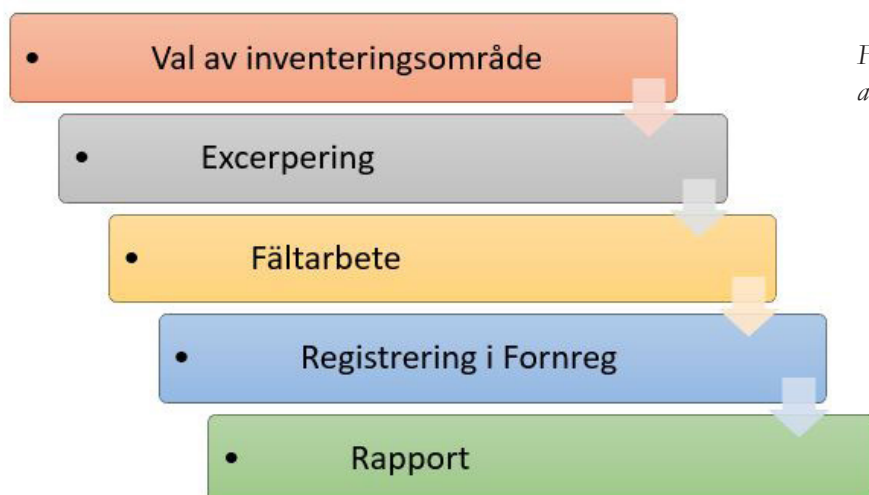 • Val av inventeringsområde
• Excerpering
• Fältarbete
• Registrering i Fornreg
• Rapport